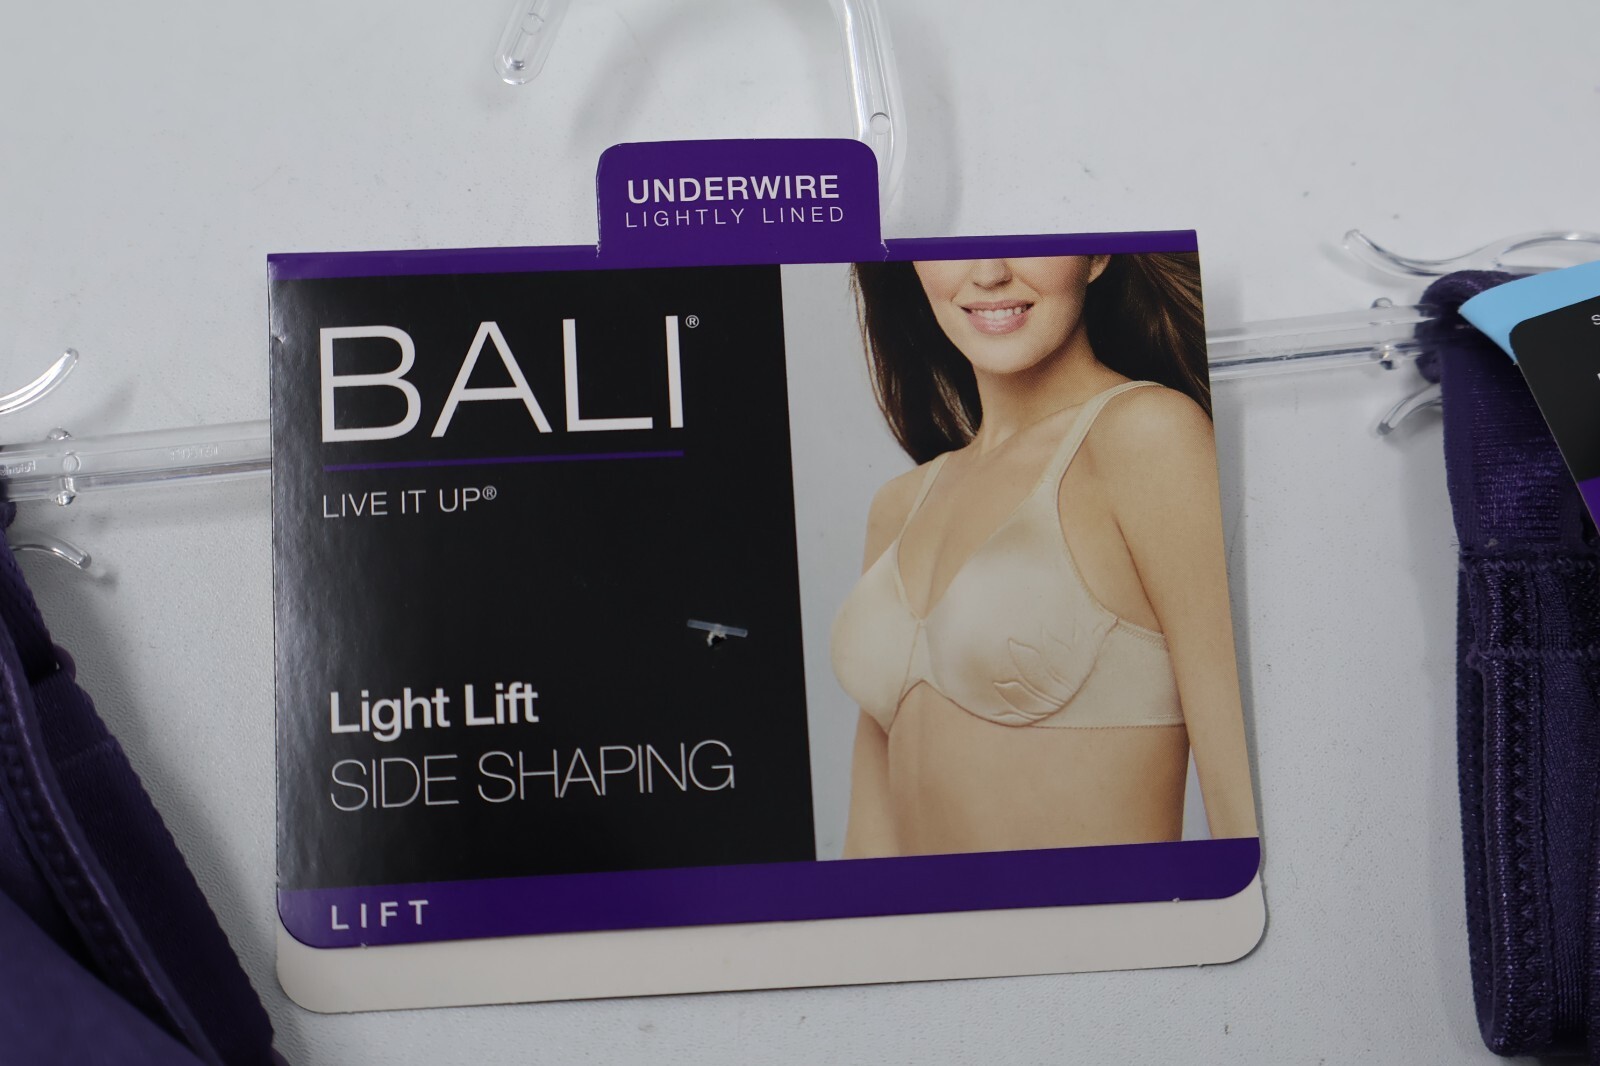 UNDERWIRE
LIGHTLY LINED
BALI®
LIVE IT UP®
Light Lift
SIDE SHAPING
LIFT